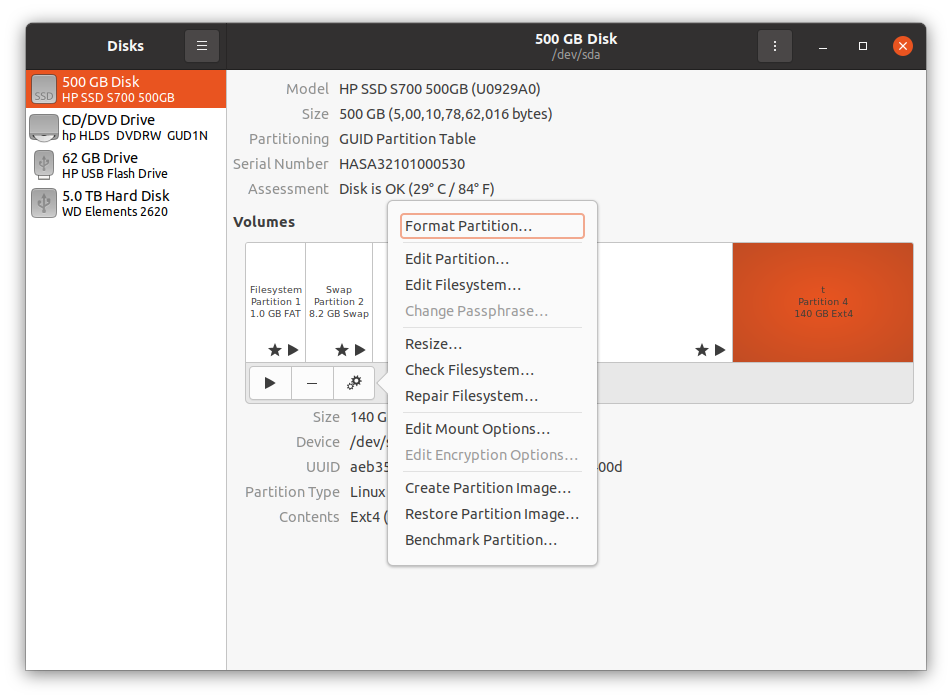 Disks
500 GB Disk
/dev/sda
500 GB Disk
HP SSD S700 500GB
SSD
CD/DVD Drive
hp HLDS DVDRW GUD1N
62 GB Drive
HP USB Flash Drive
5.0 TB Hard Disk
WD Elements 2620
Model HP SSD S700 500GB (U0929A0)
Size 500 GB (5,00,10,78,62,016 bytes)
Partitioning GUID Partition Table
Serial Number HASA32101000530
Assessment Disk is OK (29° C / 84° F)
Volumes
Filesystem
Partition 1
1.0 GB FAT
Swap
Partition 2
8.2 GB Swap
t
Partition 4
140 GB Ext4
Format Partition...
Edit Partition...
Edit Filesystem...
Change Passphrase...
Resize...
Check Filesystem...
Repair Filesystem...
Edit Mount Options...
Edit Encryption Options...
Create Partition Image...
Restore Partition Image...
Benchmark Partition...
Size 140 G
Device /dev/s
UUID aeb35 00d
Partition Type Linux
Contents Ext4 (